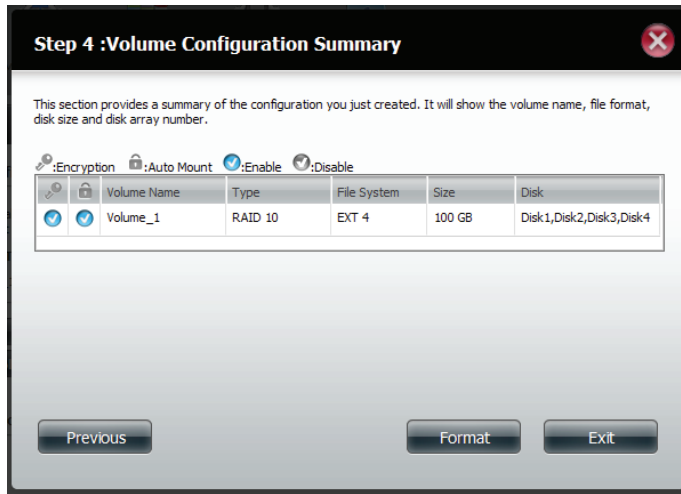 Step 4 :Volume Configuration Summary
This section provides a summary of the configuration you just created. It will show the volume name, file format,
disk size and disk array number.
:Encryption :Auto Mount :Enable :Disable
Volume Name Type File System Size Disk
Volume_1 RAID 10 EXT 4 100 GB Disk1,Disk2,Disk3,Disk4
Previous Format Exit